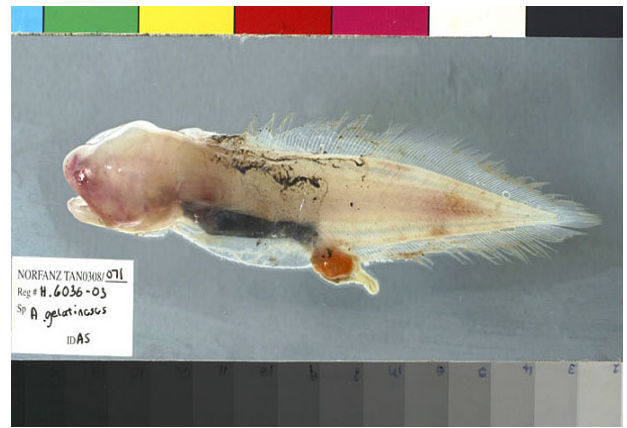 NORFANZ TAN0308/071
Reg # H.6036-03
Sp A. gelatinosus
ID AS